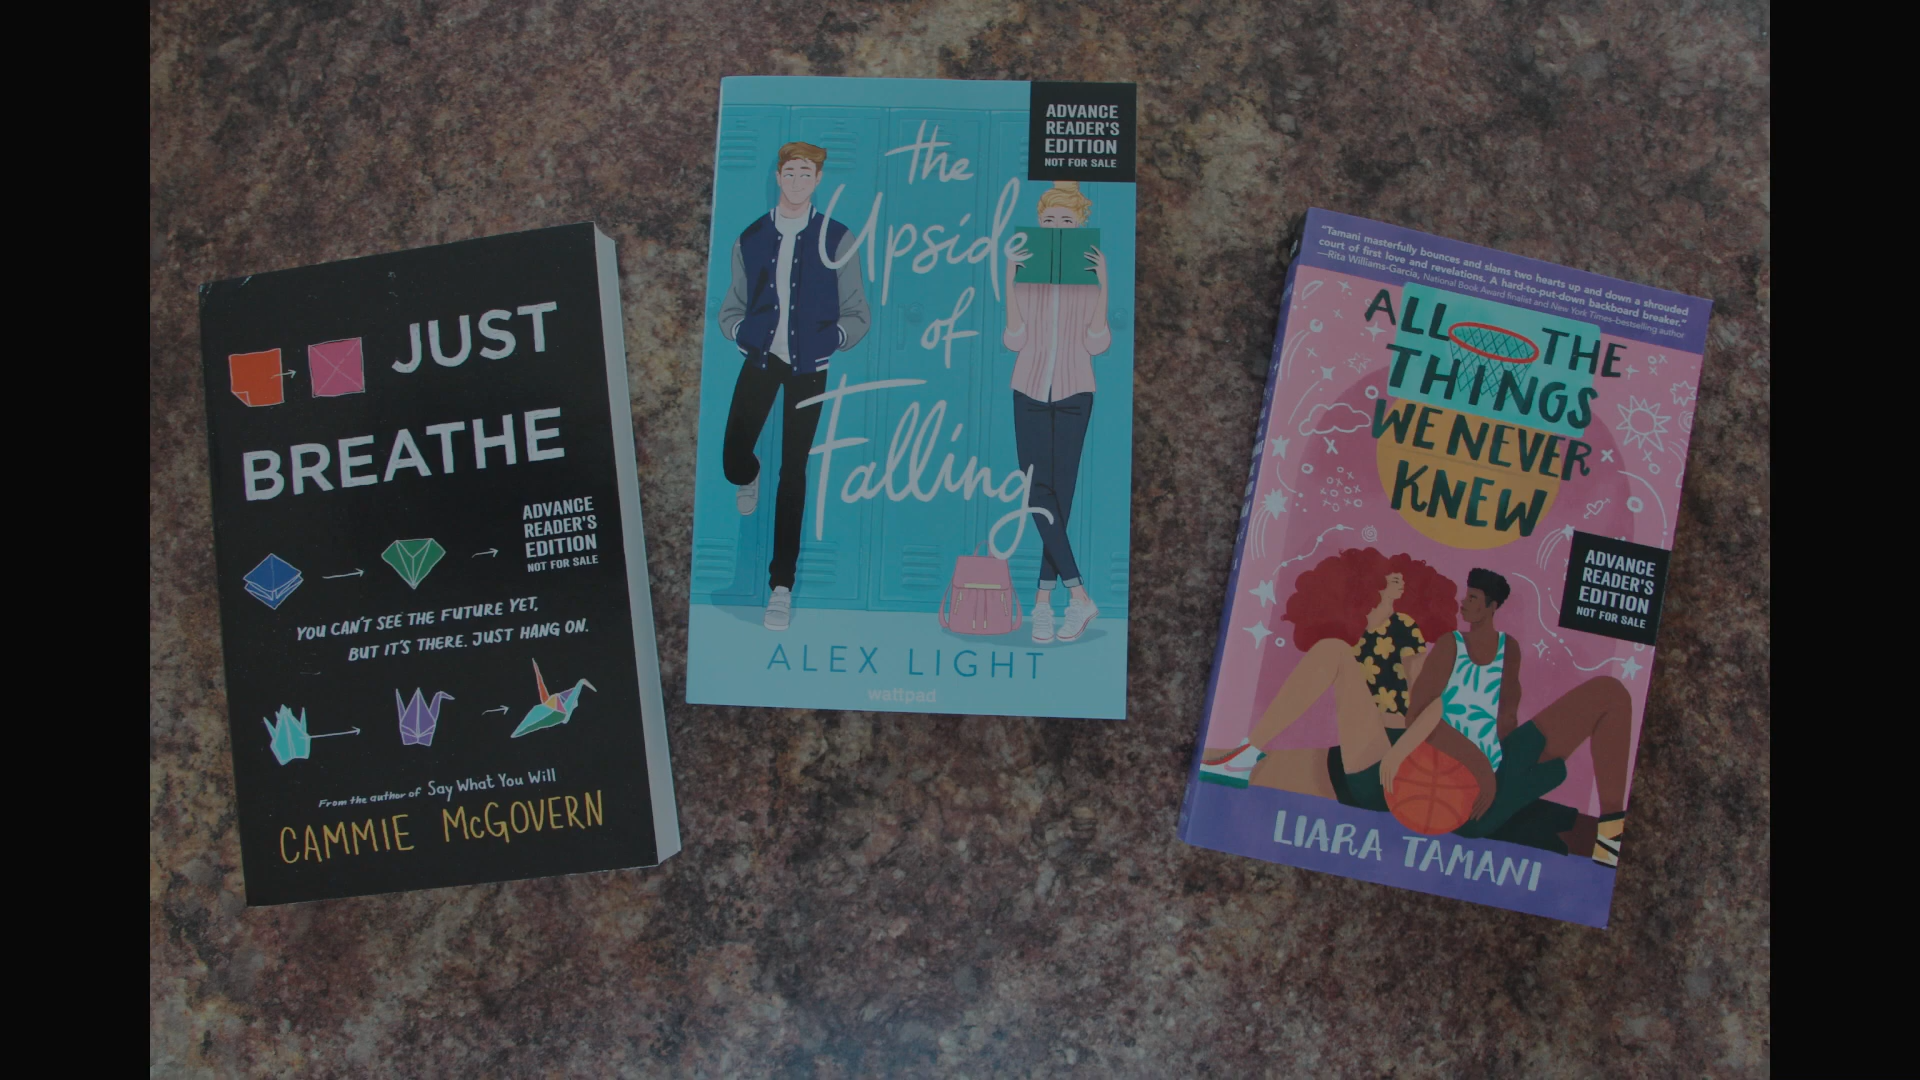 JUST
BREATHE
ADVANCE
READER'S
EDITION
NOT FOR SALE
YOU CAN'T SEE THE FUTURE YET,
BUT IT'S THERE. JUST HANG ON.
From the author of Say What You Will
CAMMIE McGOVERN
ADVANCE
READER'S
EDITION
NOT FOR SALE
the
Upside
of
Falling
ALEX LIGHT
wattpad
"Tamani masterfully bounces and slams two hearts up and down a shrouded
court of first love and revelations. A hard-to-put-down backboard breaker."
—Rita Williams-Garcia, National Book Award finalist and New York Times–bestselling author
ALL THE
THINGS
WE NEVER
KNEW
ADVANCE
READER'S
EDITION
NOT FOR SALE
LIARA TAMANI